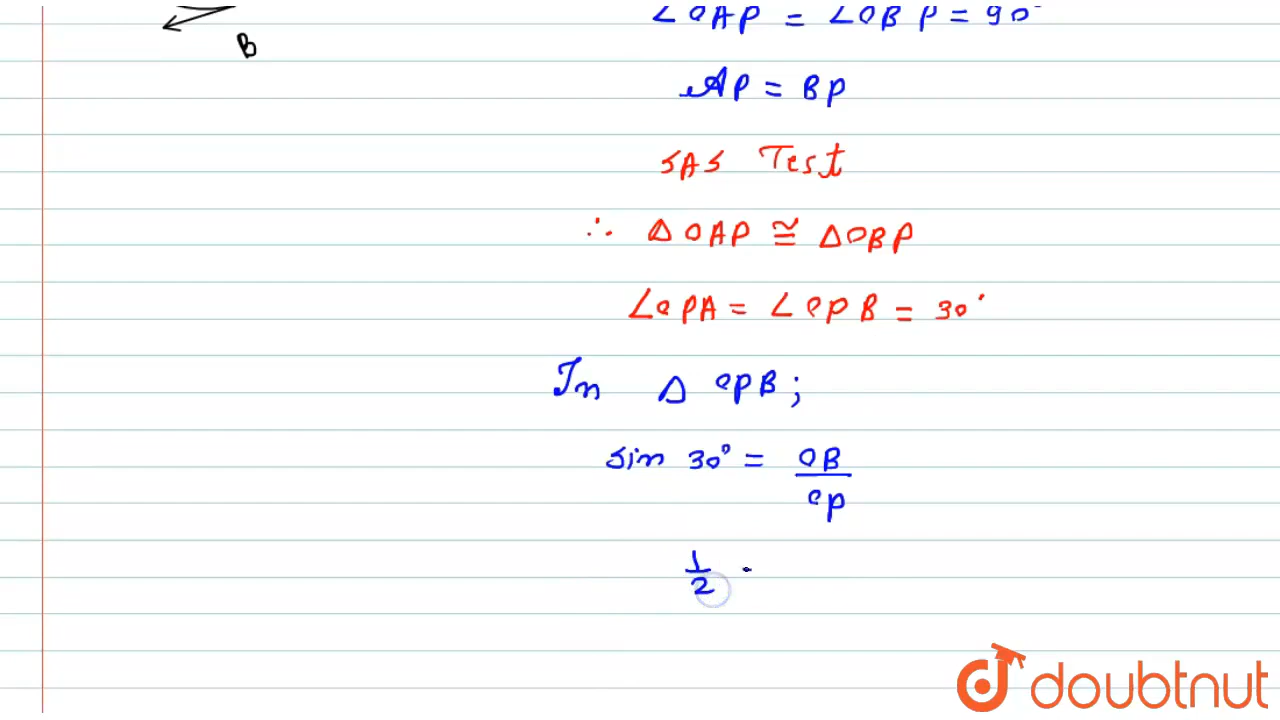 ∠OAP = ∠OBP = 90°
B
AP = BP
SAS Test
∴ ΔOAP ≅ ΔOBP
∠OPA = ∠OPB = 30°
In Δ OPB;
sin 30° = OB/OP
1/2
doubtnut